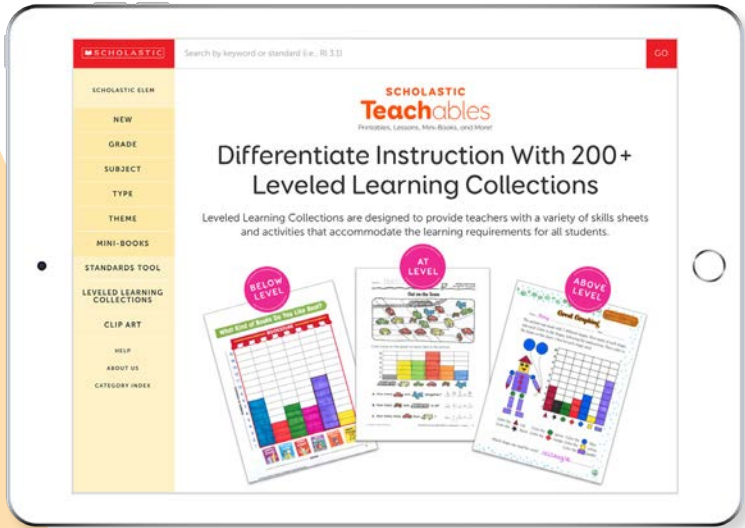 SCHOLASTIC
Search by keyword or standard (i.e., RI 3.1)
GO
SCHOLASTIC ELEM
NEW
GRADE
SUBJECT
TYPE
THEME
MINI-BOOKS
STANDARDS TOOL
LEVELED LEARNING
COLLECTIONS
CLIP ART
HELP
ABOUT US
CATEGORY INDEX
SCHOLASTIC
Teachables
Printables, Lessons, Mini-Books, and More!
Differentiate Instruction With 200+
Leveled Learning Collections
Leveled Learning Collections are designed to provide teachers with a variety of skills sheets
and activities that accommodate the learning requirements for all students.
BELOW
LEVEL
What Kind of Books Do You Like Best?
BOOKSTORE
AT
LEVEL
Out on the Town
ABOVE
LEVEL
Good Graphing!